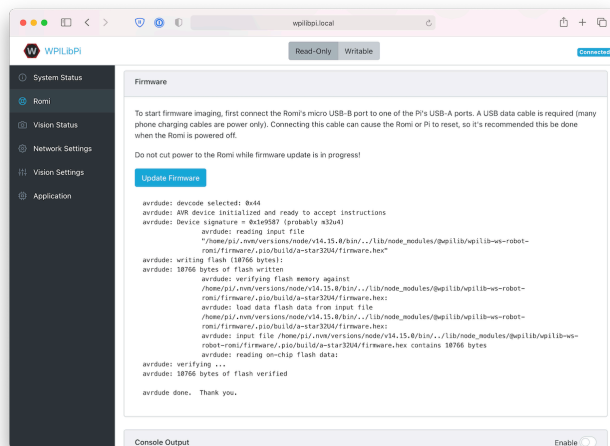 wpilibpi.local
WPILibPi
Read-Only Writable
Connected
System Status
Romi
Vision Status
Network Settings
Vision Settings
Application
Firmware
To start firmware imaging, first connect the Romi's micro USB-B port to one of the Pi's USB-A ports. A USB data cable is required (many
phone charging cables are power only). Connecting this cable can cause the Romi or Pi to reset, so it's recommended this be done
when the Romi is powered off.
Do not cut power to the Romi while firmware update is in progress!
Update Firmware
avrdude: devcode selected: 0x44
avrdude: AVR device initialized and ready to accept instructions
avrdude: Device signature = 0x1e9587 (probably m32u4)
avrdude: reading input file
"/home/pi/.nvm/versions/node/v14.15.0/bin/../lib/node_modules/@wpilib/wpilib-ws-robot-
romi/firmware/.pio/build/a-star32U4/firmware.hex"
avrdude: writing flash (10766 bytes):
avrdude: 10766 bytes of flash written
avrdude: verifying flash memory against
/home/pi/.nvm/versions/node/v14.15.0/bin/../lib/node_modules/@wpilib/wpilib-ws-robot-
romi/firmware/.pio/build/a-star32U4/firmware.hex:
avrdude: load data flash data from input file
/home/pi/.nvm/versions/node/v14.15.0/bin/../lib/node_modules/@wpilib/wpilib-ws-robot-
romi/firmware/.pio/build/a-star32U4/firmware.hex:
avrdude: input file /home/pi/.nvm/versions/node/v14.15.0/bin/../lib/node_modules/@wpilib/wpilib-ws-
robot-romi/firmware/.pio/build/a-star32U4/firmware.hex contains 10766 bytes
avrdude: reading on-chip flash data:
avrdude: verifying ...
avrdude: 10766 bytes of flash verified
avrdude done. Thank you.
Console Output
Enable